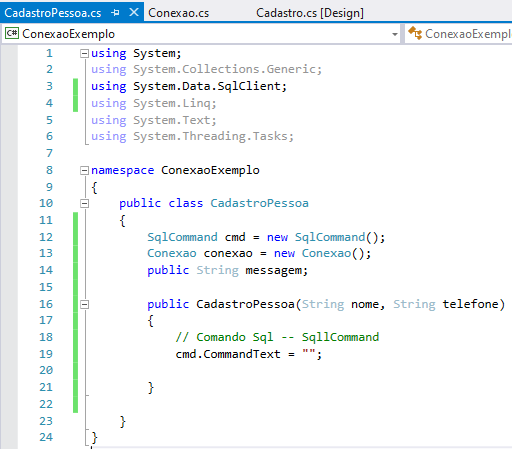 CadastroPessoa.cs Conexao.cs Cadastro.cs [Design]
C# ConexaoExemplo ConexaoExempl
1 using System;
2 using System.Collections.Generic;
3 using System.Data.SqlClient;
4 using System.Linq;
5 using System.Text;
6 using System.Threading.Tasks;
7
8 namespace ConexaoExemplo
9 {
10 public class CadastroPessoa
11 {
12 SqlCommand cmd = new SqlCommand();
13 Conexao conexao = new Conexao();
14 public String messagem;
15
16 public CadastroPessoa(String nome, String telefone)
17 {
18 // Comando Sql -- SqllCommand
19 cmd.CommandText = "";
20
21 }
22
23 }
24 }